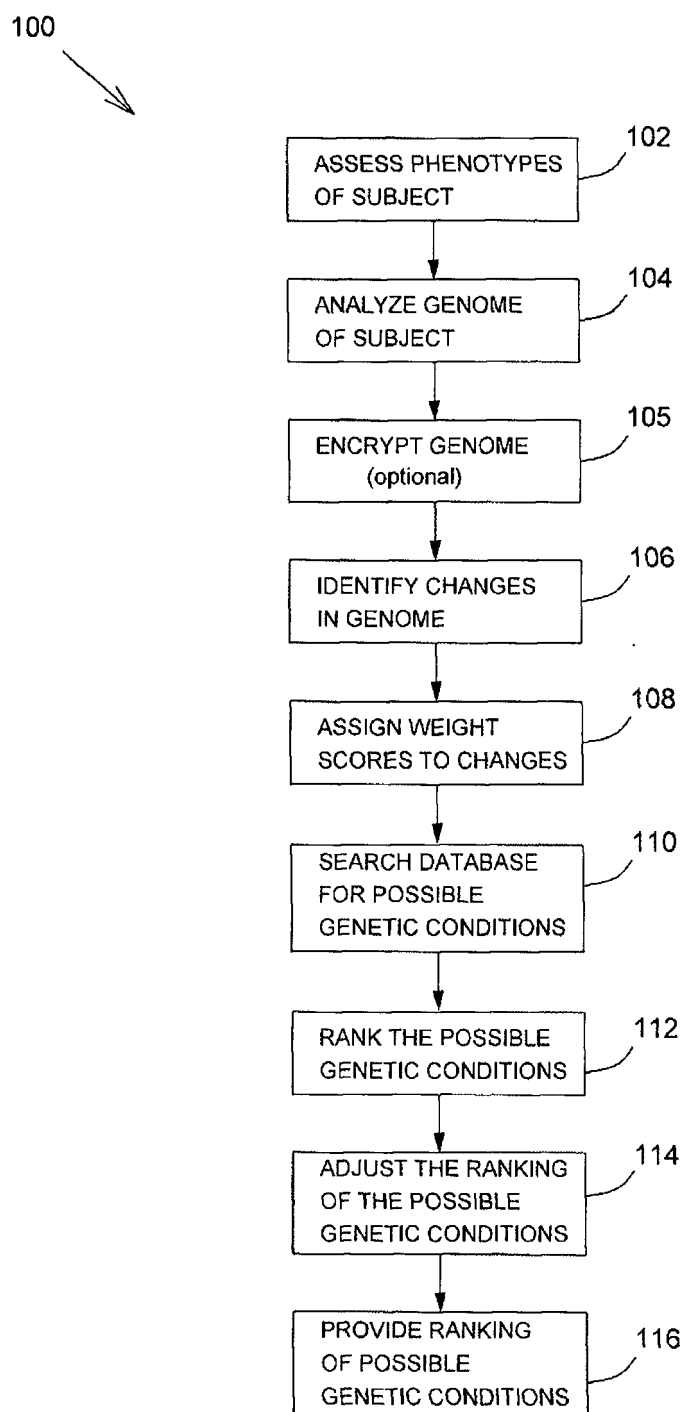 100
102
ASSESS PHENOTYPES
OF SUBJECT
104
ANALYZE GENOME
OF SUBJECT
105
ENCRYPT GENOME
(optional)
106
IDENTIFY CHANGES
IN GENOME
108
ASSIGN WEIGHT
SCORES TO CHANGES
110
SEARCH DATABASE
FOR POSSIBLE
GENETIC CONDITIONS
112
RANK THE POSSIBLE
GENETIC CONDITIONS
114
ADJUST THE RANKING
OF THE POSSIBLE
GENETIC CONDITIONS
116
PROVIDE RANKING
OF POSSIBLE
GENETIC CONDITIONS